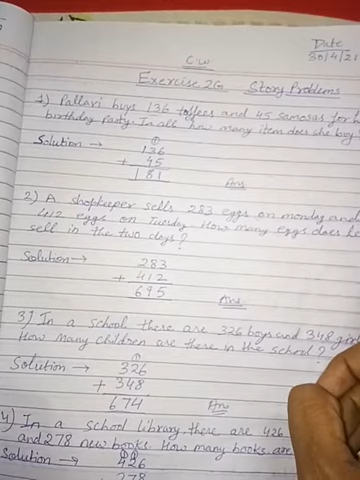 Date
30/4/21
C.W
Exercise 2G Story Problems
1) Pallavi buys 136 toffees and 45 samosas for
birthday party. In all how many item does she buy
Solution →
1
136
+ 45
181
Ans
2) A shopkeeper sells 283 eggs on monday and
412 eggs on Tuesday How many eggs does he
sell in the two days?
Solution →
283
+ 412
695
Ans
3) In a school there are 326 boys and 348
How many children are there in the school?
Solution →
1
326
+ 348
674
Ans
4) In a school library there are 426
and 278 new books. How many books are
Solution →
426
278